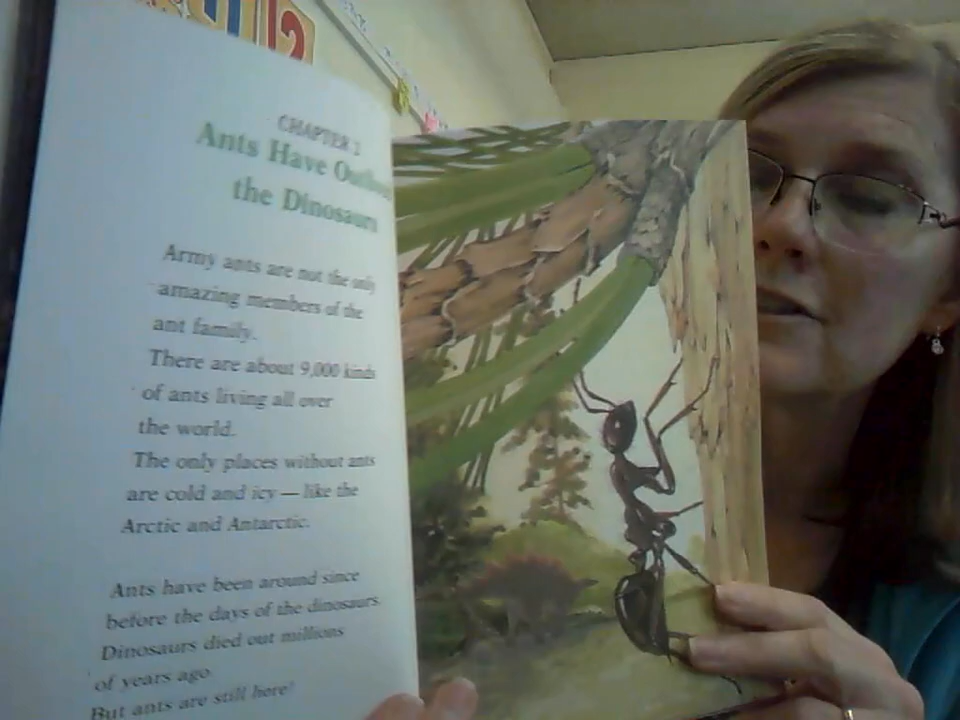 CHAPTER 2
Ants Have
the Dinosaurs
Army ants are not the only
amazing members of the
ant family.
There are about 9,000 kinds
of ants living all over
the world.
The only places without ants
are cold and icy — like the
Arctic and Antarctic.
Ants have been around since
before the days of the dinosaurs.
Dinosaurs died out millions
of years ago.
But ants are still here!